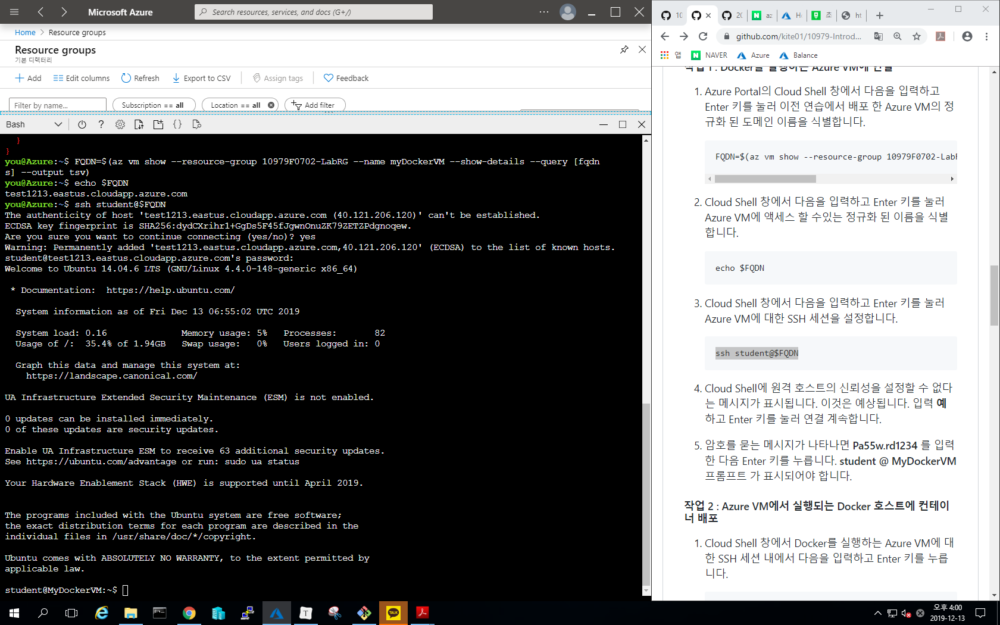 Microsoft Azure
Search resources, services, and docs (G+/)
Home > Resource groups
Resource groups
기본 디렉터리
Add
Edit columns
Refresh
Export to CSV
Assign tags
Feedback
Filter by name...
Subscription == all
Location == all
Add filter
Bash
}
}
you@Azure:~$ FQDN=$(az vm show --resource-group 10979F0702-LabRG --name myDockerVM --show-details --query [fqdn
s] --output tsv)
you@Azure:~$ echo $FQDN
test1213.eastus.cloudapp.azure.com
you@Azure:~$ ssh student@$FQDN
The authenticity of host 'test1213.eastus.cloudapp.azure.com (40.121.206.120)' can't be established.
ECDSA key fingerprint is SHA256:dydCXrihr1+GgDs5F45fJgwnOnuZK79ZETZPdgnoqew.
Are you sure you want to continue connecting (yes/no)? yes
Warning: Permanently added 'test1213.eastus.cloudapp.azure.com,40.121.206.120' (ECDSA) to the list of known hosts.
student@test1213.eastus.cloudapp.azure.com's password:
Welcome to Ubuntu 14.04.6 LTS (GNU/Linux 4.4.0-148-generic x86_64)
* Documentation:  https://help.ubuntu.com/
System information as of Fri Dec 13 06:55:02 UTC 2019
System load: 0.16 Memory usage: 5% Processes: 82
Usage of /: 35.4% of 1.94GB Swap usage: 0% Users logged in: 0
Graph this data and manage this system at:
https://landscape.canonical.com/
UA Infrastructure Extended Security Maintenance (ESM) is not enabled.
0 updates can be installed immediately.
0 of these updates are security updates.
Enable UA Infrastructure ESM to receive 63 additional security updates.
See https://ubuntu.com/advantage or run: sudo ua status
Your Hardware Enablement Stack (HWE) is supported until April 2019.
The programs included with the Ubuntu system are free software;
the exact distribution terms for each program are described in the
individual files in /usr/share/doc/*/copyright.
Ubuntu comes with ABSOLUTELY NO WARRANTY, to the extent permitted by
applicable law.
student@MyDockerVM:~$
10
20
az
H
초
ht
github.com/kite01/10979-Introd...
앱
NAVER
Azure
Balance
작업 1 : Docker를 실행하는 Azure VM에 연결
1. Azure Portal의 Cloud Shell 창에서 다음을 입력하고
Enter 키를 눌러 이전 연습에서 배포 한 Azure VM의 정
규화 된 도메인 이름을 식별합니다.
FQDN=$(az vm show --resource-group 10979F0702-Lab
2. Cloud Shell 창에서 다음을 입력하고 Enter 키를 눌러
Azure VM에 액세스 할 수있는 정규화 된 이름을 식별
합니다.
echo $FQDN
3. Cloud Shell 창에서 다음을 입력하고 Enter 키를 눌러
Azure VM에 대한 SSH 세션을 설정합니다.
ssh student@$FQDN
4. Cloud Shell에 원격 호스트의 신뢰성을 설정할 수 없다
는 메시지가 표시됩니다. 이것은 예상됩니다. 입력 예
하고 Enter 키를 눌러 연결 계속합니다.
5. 암호를 묻는 메시지가 나타나면 Pa55w.rd1234 를 입력
한 다음 Enter 키를 누릅니다. student @ MyDockerVM
프롬프트 가 표시되어야 합니다.
작업 2 : Azure VM에서 실행되는 Docker 호스트에 컨테이
너 배포
1. Cloud Shell 창에서 Docker를 실행하는 Azure VM에 대
한 SSH 세션 내에서 다음을 입력하고 Enter 키를 누릅
니다.
TALK
오후 4:00
2019-12-13